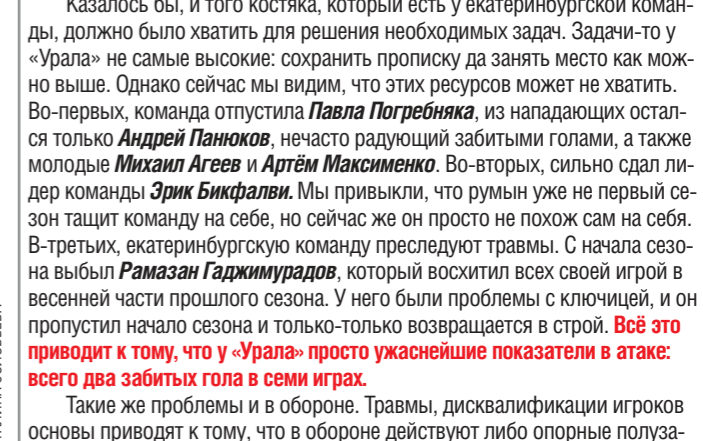 Казалось бы, и того костяка, который есть у екатеринбургской коман-
ды, должно было хватить для решения необходимых задач. Задачи-то у
«Урала» не самые высокие: сохранить прописку да занять место как мож-
но выше. Однако сейчас мы видим, что этих ресурсов может не хватить.
Во-первых, команда отпустила Павла Погребняка, из нападающих остал-
ся только Андрей Панюков, нечасто радующий забитыми голами, а также
молодые Михаил Агеев и Артём Максименко. Во-вторых, сильно сдал ли-
дер команды Эрик Бикфалви. Мы привыкли, что румын уже не первый се-
зон тащит команду на себе, но сейчас же он просто не похож сам на себя.
В-третьих, екатеринбургскую команду преследуют травмы. С начала сезо-
на выбыл Рамазан Гаджимурадов, который восхитил всех своей игрой в
весенней части прошлого сезона. У него были проблемы с ключицей, и он
пропустил начало сезона и только-только возвращается в строй. Всё это
приводит к тому, что у «Урала» просто ужаснейшие показатели в атаке:
всего два забитых гола в семи играх.
Такие же проблемы и в обороне. Травмы, дисквалификации игроков
основы приводят к тому, что в обороне действуют либо опорные полуза-